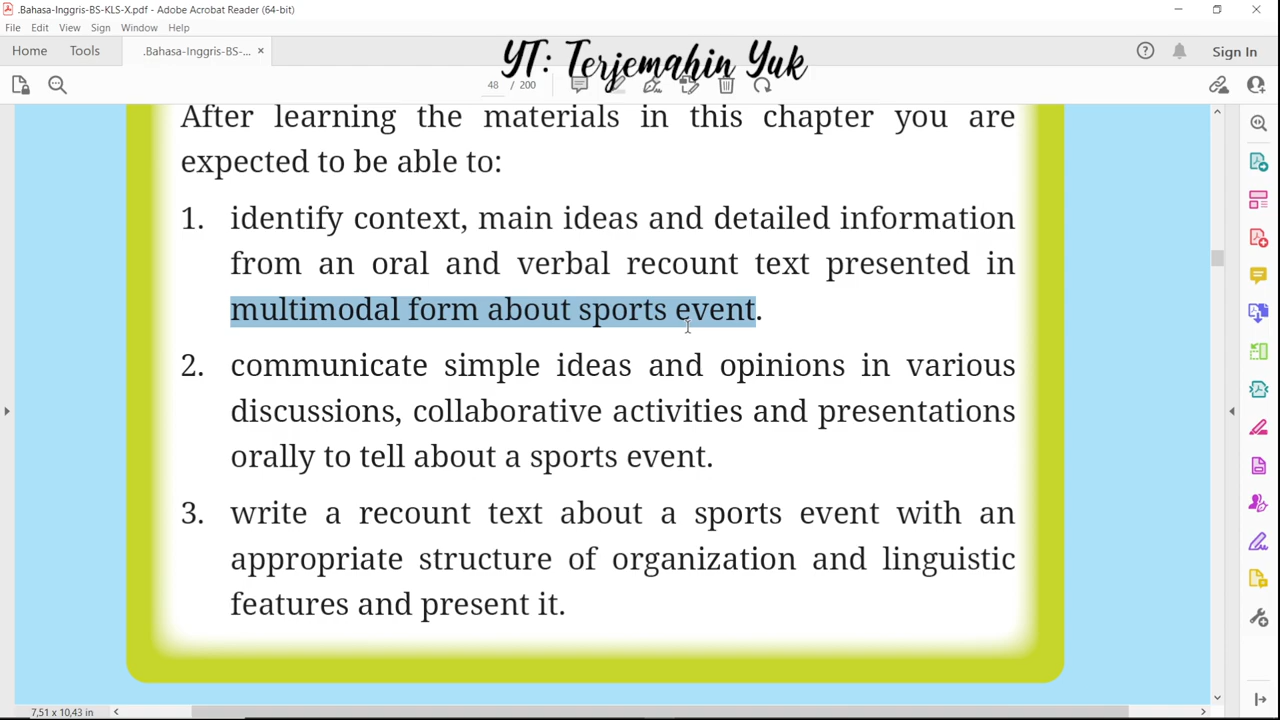 .Bahasa-Inggris-BS-KLS-X.pdf - Adobe Acrobat Reader (64-bit)
File Edit View Sign Window Help
Home Tools .Bahasa-Inggris-BS-... × Sign In
YT: Terjemahin Yuk
48 / 200
After learning the materials in this chapter you are
expected to be able to:
1. identify context, main ideas and detailed information
from an oral and verbal recount text presented in
multimodal form about sports event.
2. communicate simple ideas and opinions in various
discussions, collaborative activities and presentations
orally to tell about a sports event.
3. write a recount text about a sports event with an
appropriate structure of organization and linguistic
features and present it.
7,51 x 10,43 in